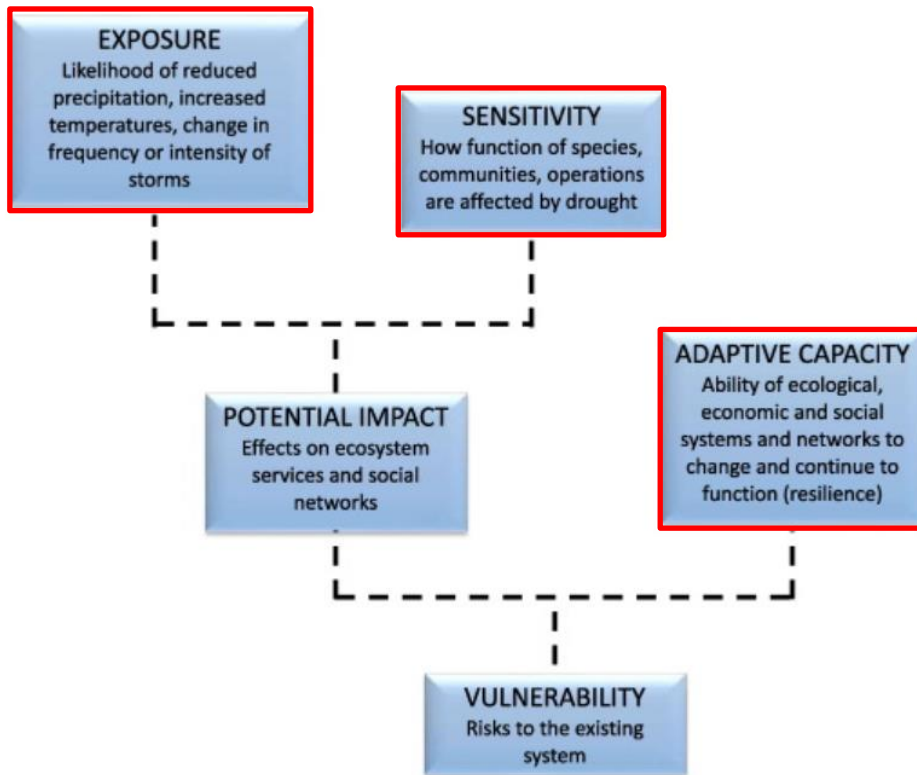 EXPOSURE
Likelihood of reduced
precipitation, increased
temperatures, change in
frequency or intensity of
storms
SENSITIVITY
How function of species,
communities, operations
are affected by drought
ADAPTIVE CAPACITY
Ability of ecological,
economic and social
systems and networks to
change and continue to
function (resilience)
POTENTIAL IMPACT
Effects on ecosystem
services and social
networks
VULNERABILITY
Risks to the existing
system